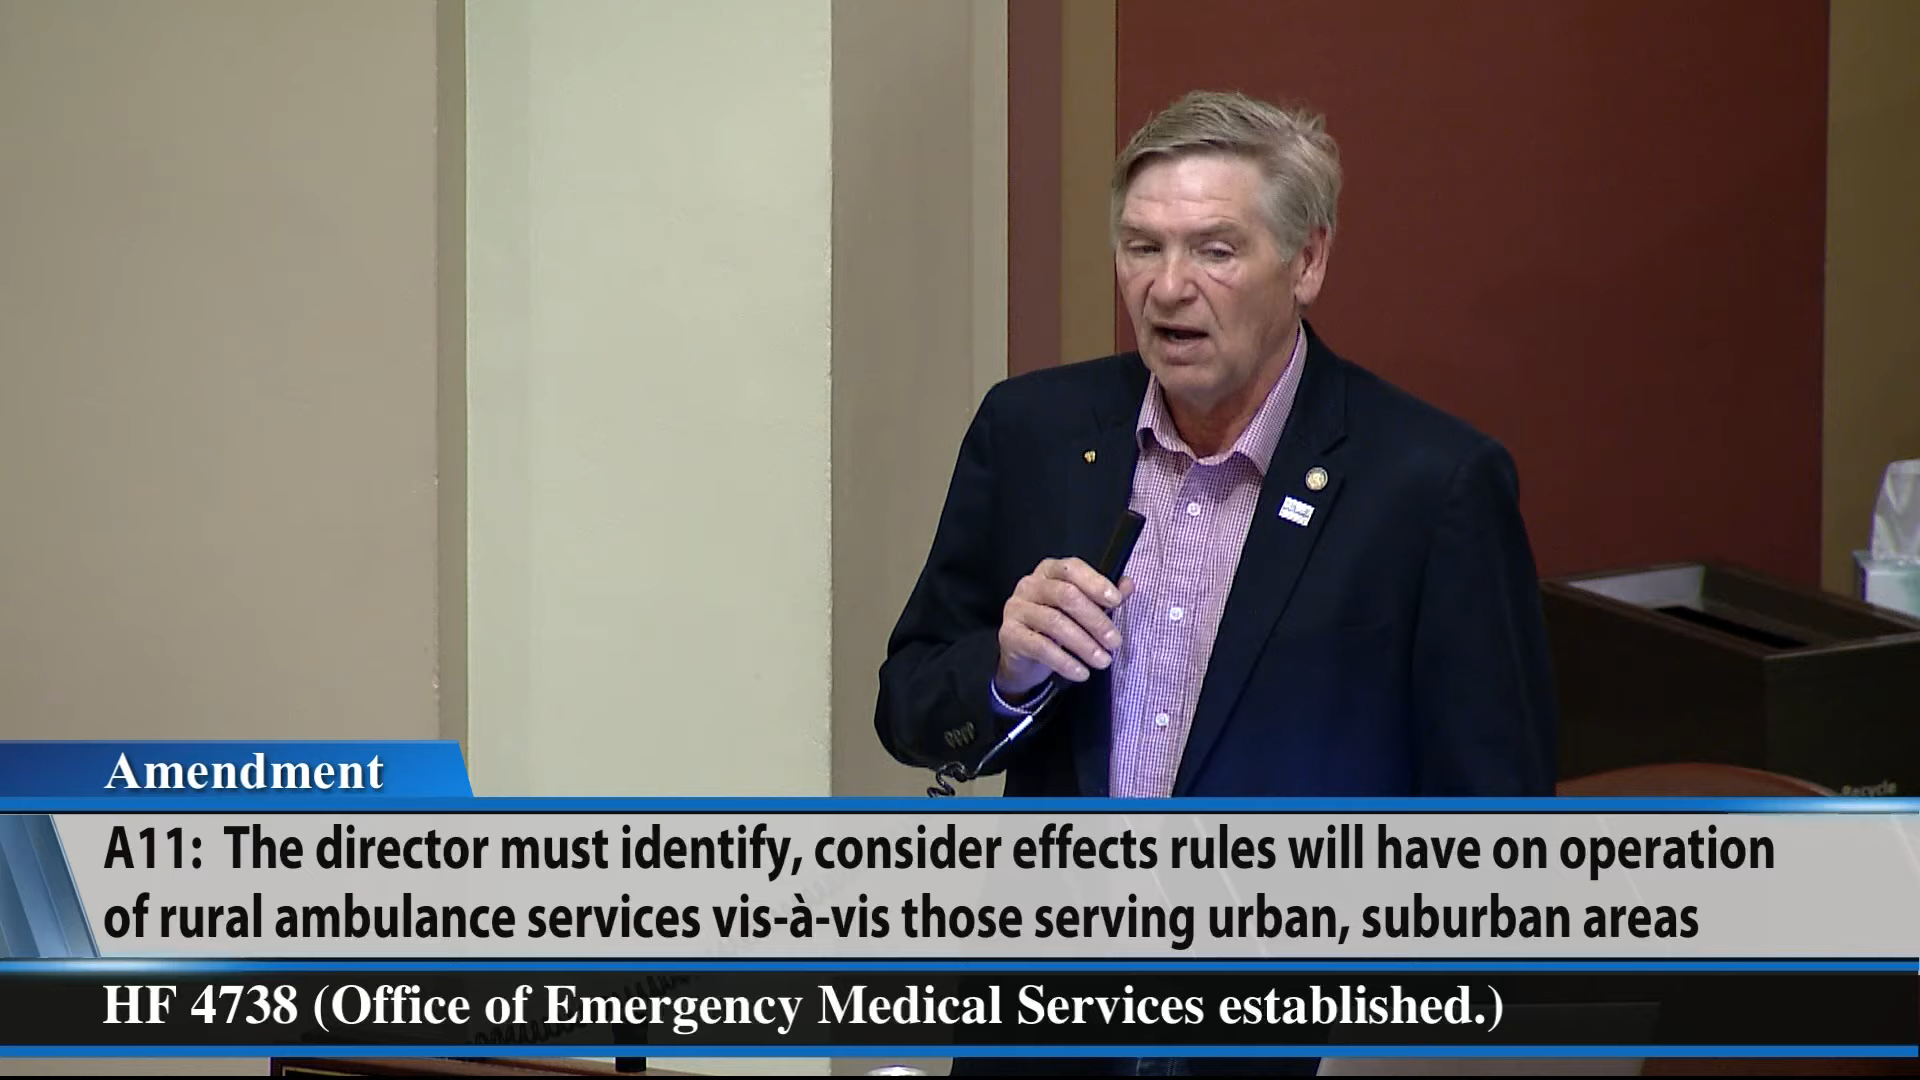 Recycle
Amendment
A11: The director must identify, consider effects rules will have on operation
of rural ambulance services vis-à-vis those serving urban, suburban areas
HF 4738 (Office of Emergency Medical Services established.)